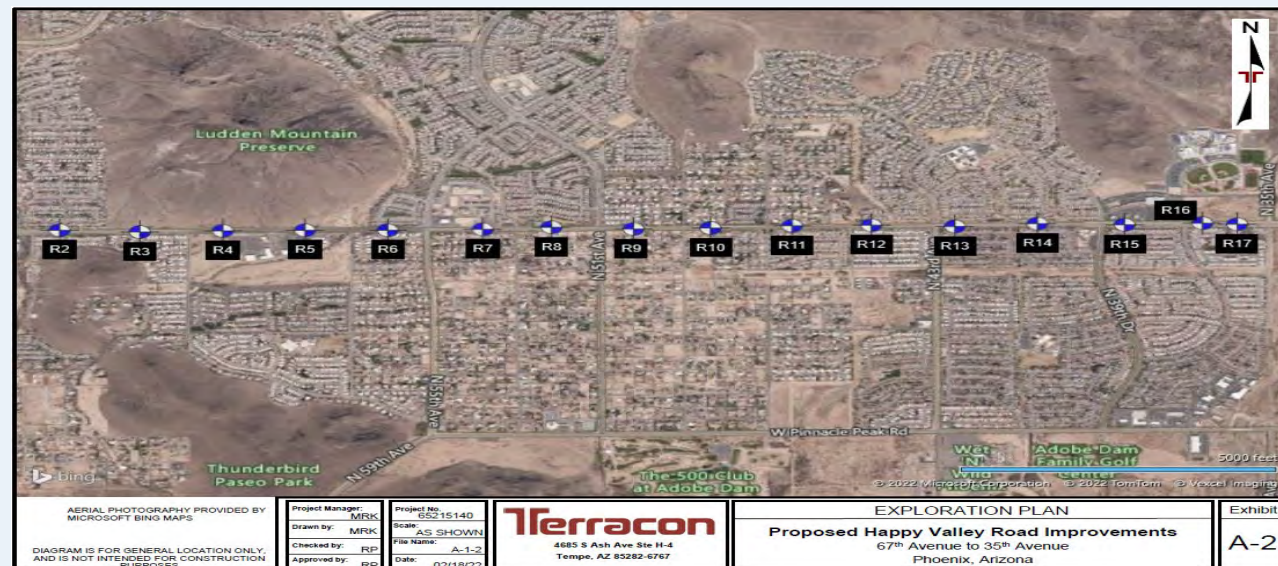 N
Ludden Mountain
Preserve
N 35th Ave
R16
R2
R3
R4
R5
R6
R7
R8
R9
R10
R11
R12
R13
R14
R15
R17
N 51st Ave
N 43rd Ave
N 39th Dr
N 55th Ave
W Pinnacle Peak Rd
N 59th Ave
Thunderbird
Paseo Park
The 500 Club
at Adobe Dam
Wet
'N'
Wild
Adobe Dam
Family Golf
Center
5000 feet
bing
© 2022 Microsoft Corporation © 2022 TomTom © Vexcel Imaging
AERIAL PHOTOGRAPHY PROVIDED BY
MICROSOFT BING MAPS
DIAGRAM IS FOR GENERAL LOCATION ONLY,
AND IS NOT INTENDED FOR CONSTRUCTION
PURPOSES
Project Manager: MRK
Drawn by: MRK
Checked by: RP
Approved by: RP
Project No. 65215140
Scale: AS SHOWN
File Name: A-1-2
Date: 02/18/22
Terracon
4685 S Ash Ave Ste H-4
Tempe, AZ 85282-6767
EXPLORATION PLAN
Proposed Happy Valley Road Improvements
67th Avenue to 35th Avenue
Phoenix, Arizona
Exhibit
A-2